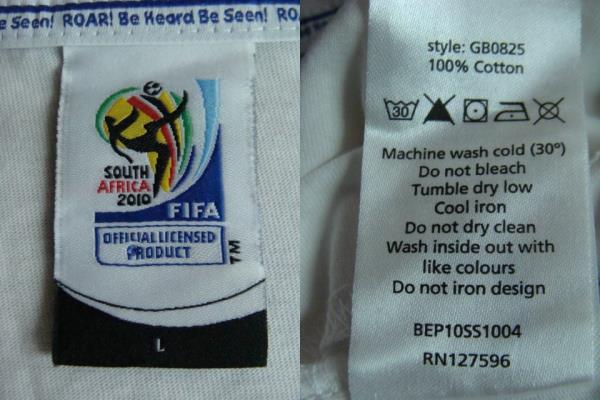 e Seen! ROAR! Be Heard Be Seen! RO
SOUTH
AFRICA
2010
FIFA
OFFICIAL LICENSED
PRODUCT
TM
L
style: GB0825
100% Cotton
30
Machine wash cold (30°)
Do not bleach
Tumble dry low
Cool iron
Do not dry clean
Wash inside out with
like colours
Do not iron design
BEP10SS1004
RN127596